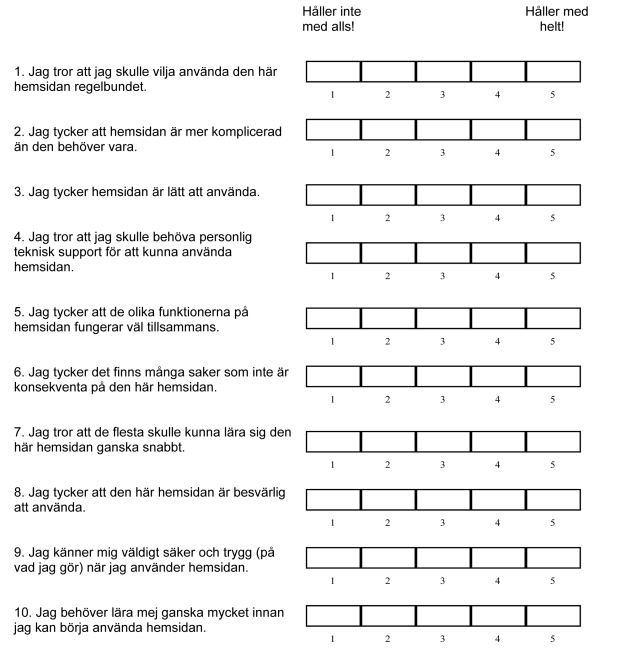 Håller inte
med alls!
Håller med
helt!
1. Jag tror att jag skulle vilja använda den här
hemsidan regelbundet.
1 2 3 4 5
2. Jag tycker att hemsidan är mer komplicerad
än den behöver vara.
1 2 3 4 5
3. Jag tycker hemsidan är lätt att använda.
1 2 3 4 5
4. Jag tror att jag skulle behöva personlig
teknisk support för att kunna använda
hemsidan.
1 2 3 4 5
5. Jag tycker att de olika funktionerna på
hemsidan fungerar väl tillsammans.
1 2 3 4 5
6. Jag tycker det finns många saker som inte är
konsekventa på den här hemsidan.
1 2 3 4 5
7. Jag tror att de flesta skulle kunna lära sig den
här hemsidan ganska snabbt.
1 2 3 4 5
8. Jag tycker att den här hemsidan är besvärlig
att använda.
1 2 3 4 5
9. Jag känner mig väldigt säker och trygg (på
vad jag gör) när jag använder hemsidan.
1 2 3 4 5
10. Jag behöver lära mej ganska mycket innan
jag kan börja använda hemsidan.
1 2 3 4 5